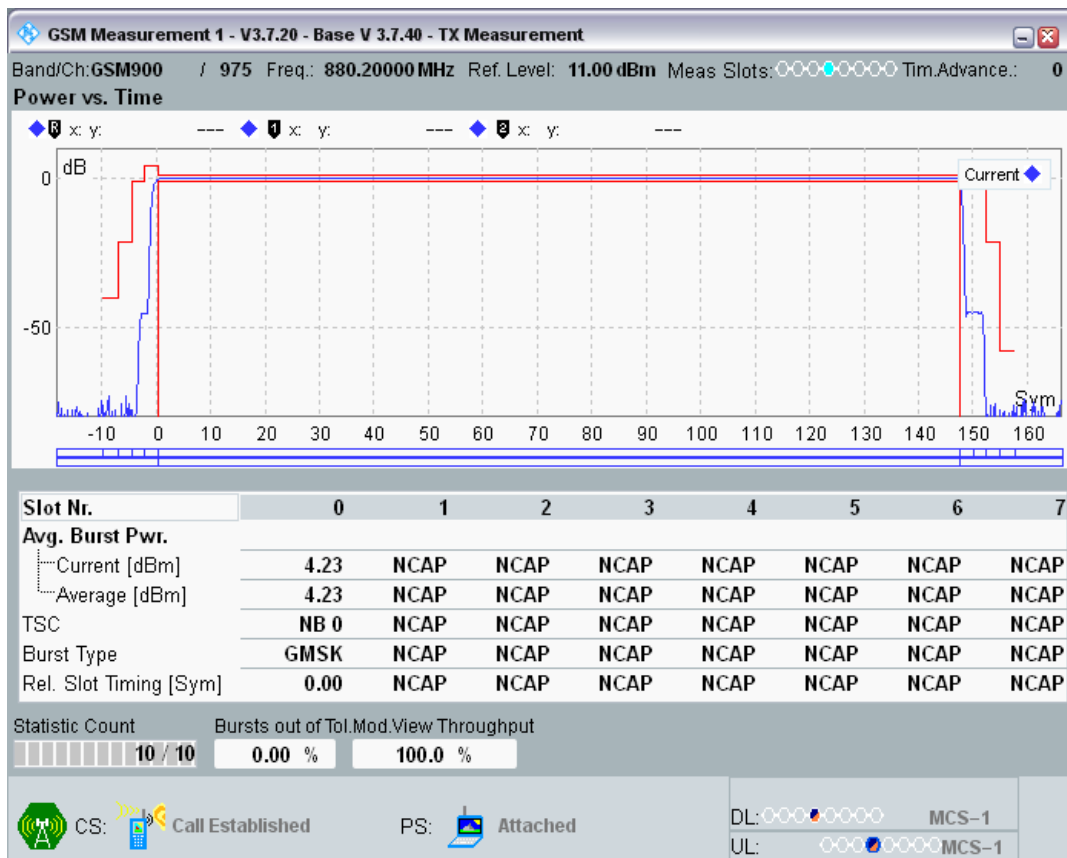 GSM Measurement 1 - V3.7.20 - Base V 3.7.40 - TX Measurement
Band/Ch:GSM900 / 975 Freq.: 880.20000 MHz Ref. Level: 11.00 dBm Meas Slots: Tim.Advance.: 0
Power vs. Time
R x: y: --- 1 x: y: --- 2 x: y: ---
dB
Current
0
-50
Sym
-10 0 10 20 30 40 50 60 70 80 90 100 110 120 130 140 150 160
Slot Nr. 0 1 2 3 4 5 6 7
Avg. Burst Pwr.
Current [dBm] 4.23 NCAP NCAP NCAP NCAP NCAP NCAP NCAP
Average [dBm] 4.23 NCAP NCAP NCAP NCAP NCAP NCAP NCAP
TSC NB 0 NCAP NCAP NCAP NCAP NCAP NCAP NCAP
Burst Type GMSK NCAP NCAP NCAP NCAP NCAP NCAP NCAP
Rel. Slot Timing [Sym] 0.00 NCAP NCAP NCAP NCAP NCAP NCAP NCAP
Statistic Count Bursts out of Tol.Mod.View Throughput
10 / 10 0.00 % 100.0 %
CS: Call Established PS: Attached
DL: MCS-1
UL: MCS-1